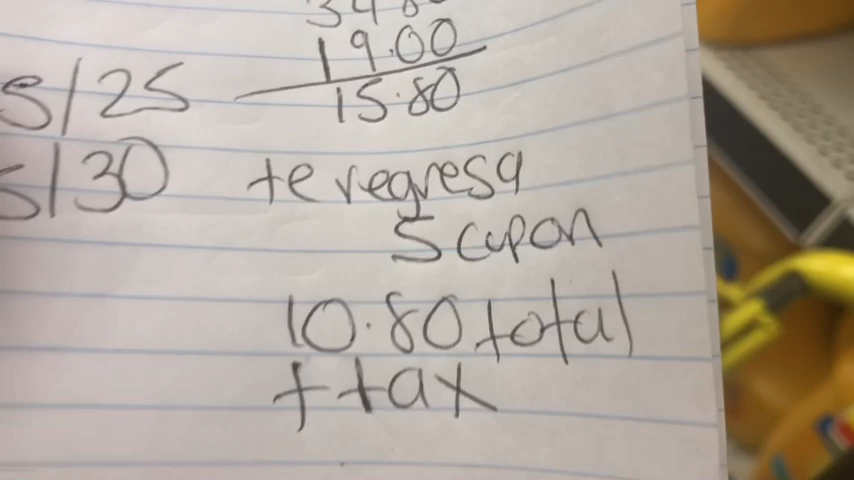 19.00
5/25 15.80
5/30 te regresa
5 cupon
10.80 total
+ tax